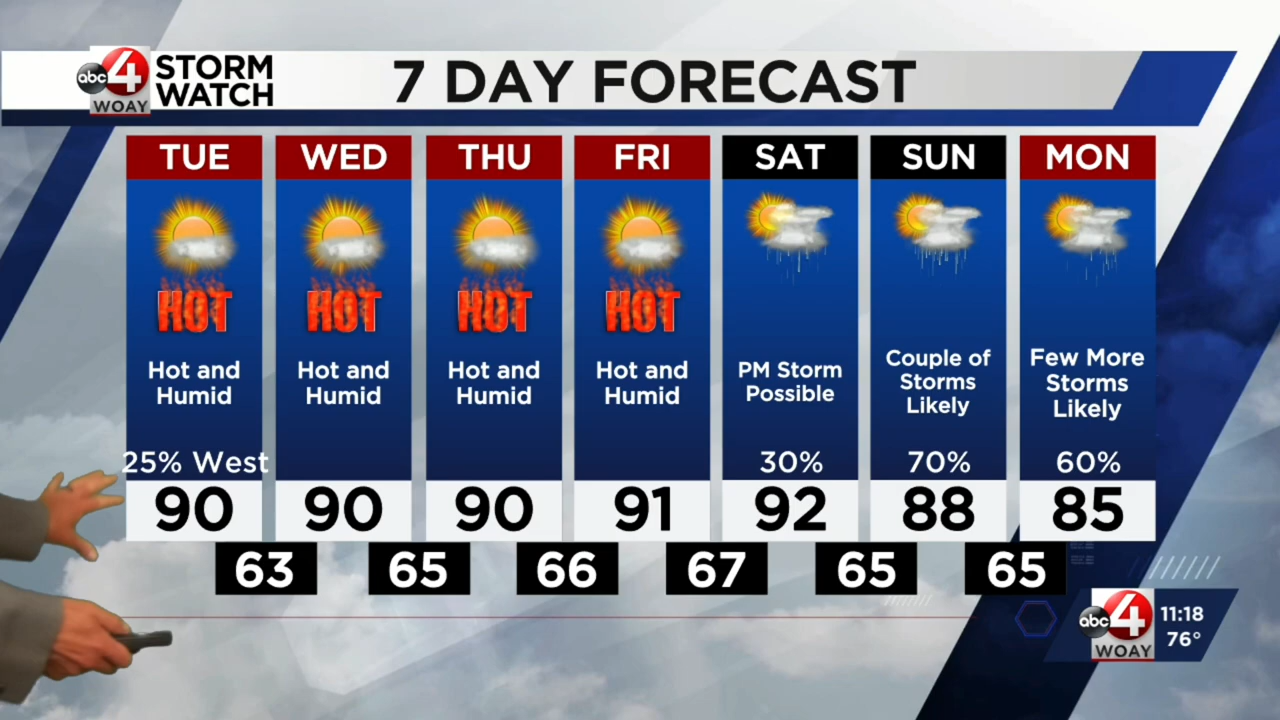 abc 4
WOAY
STORM
WATCH
7 DAY FORECAST
TUE
HOT
Hot and
Humid
25% West
90
WED
HOT
Hot and
Humid
90
THU
HOT
Hot and
Humid
90
FRI
HOT
Hot and
Humid
91
SAT
PM Storm
Possible
30%
92
SUN
Couple of
Storms
Likely
70%
88
MON
Few More
Storms
Likely
60%
85
63
65
66
67
65
65
abc 4
WOAY
11:18
76°